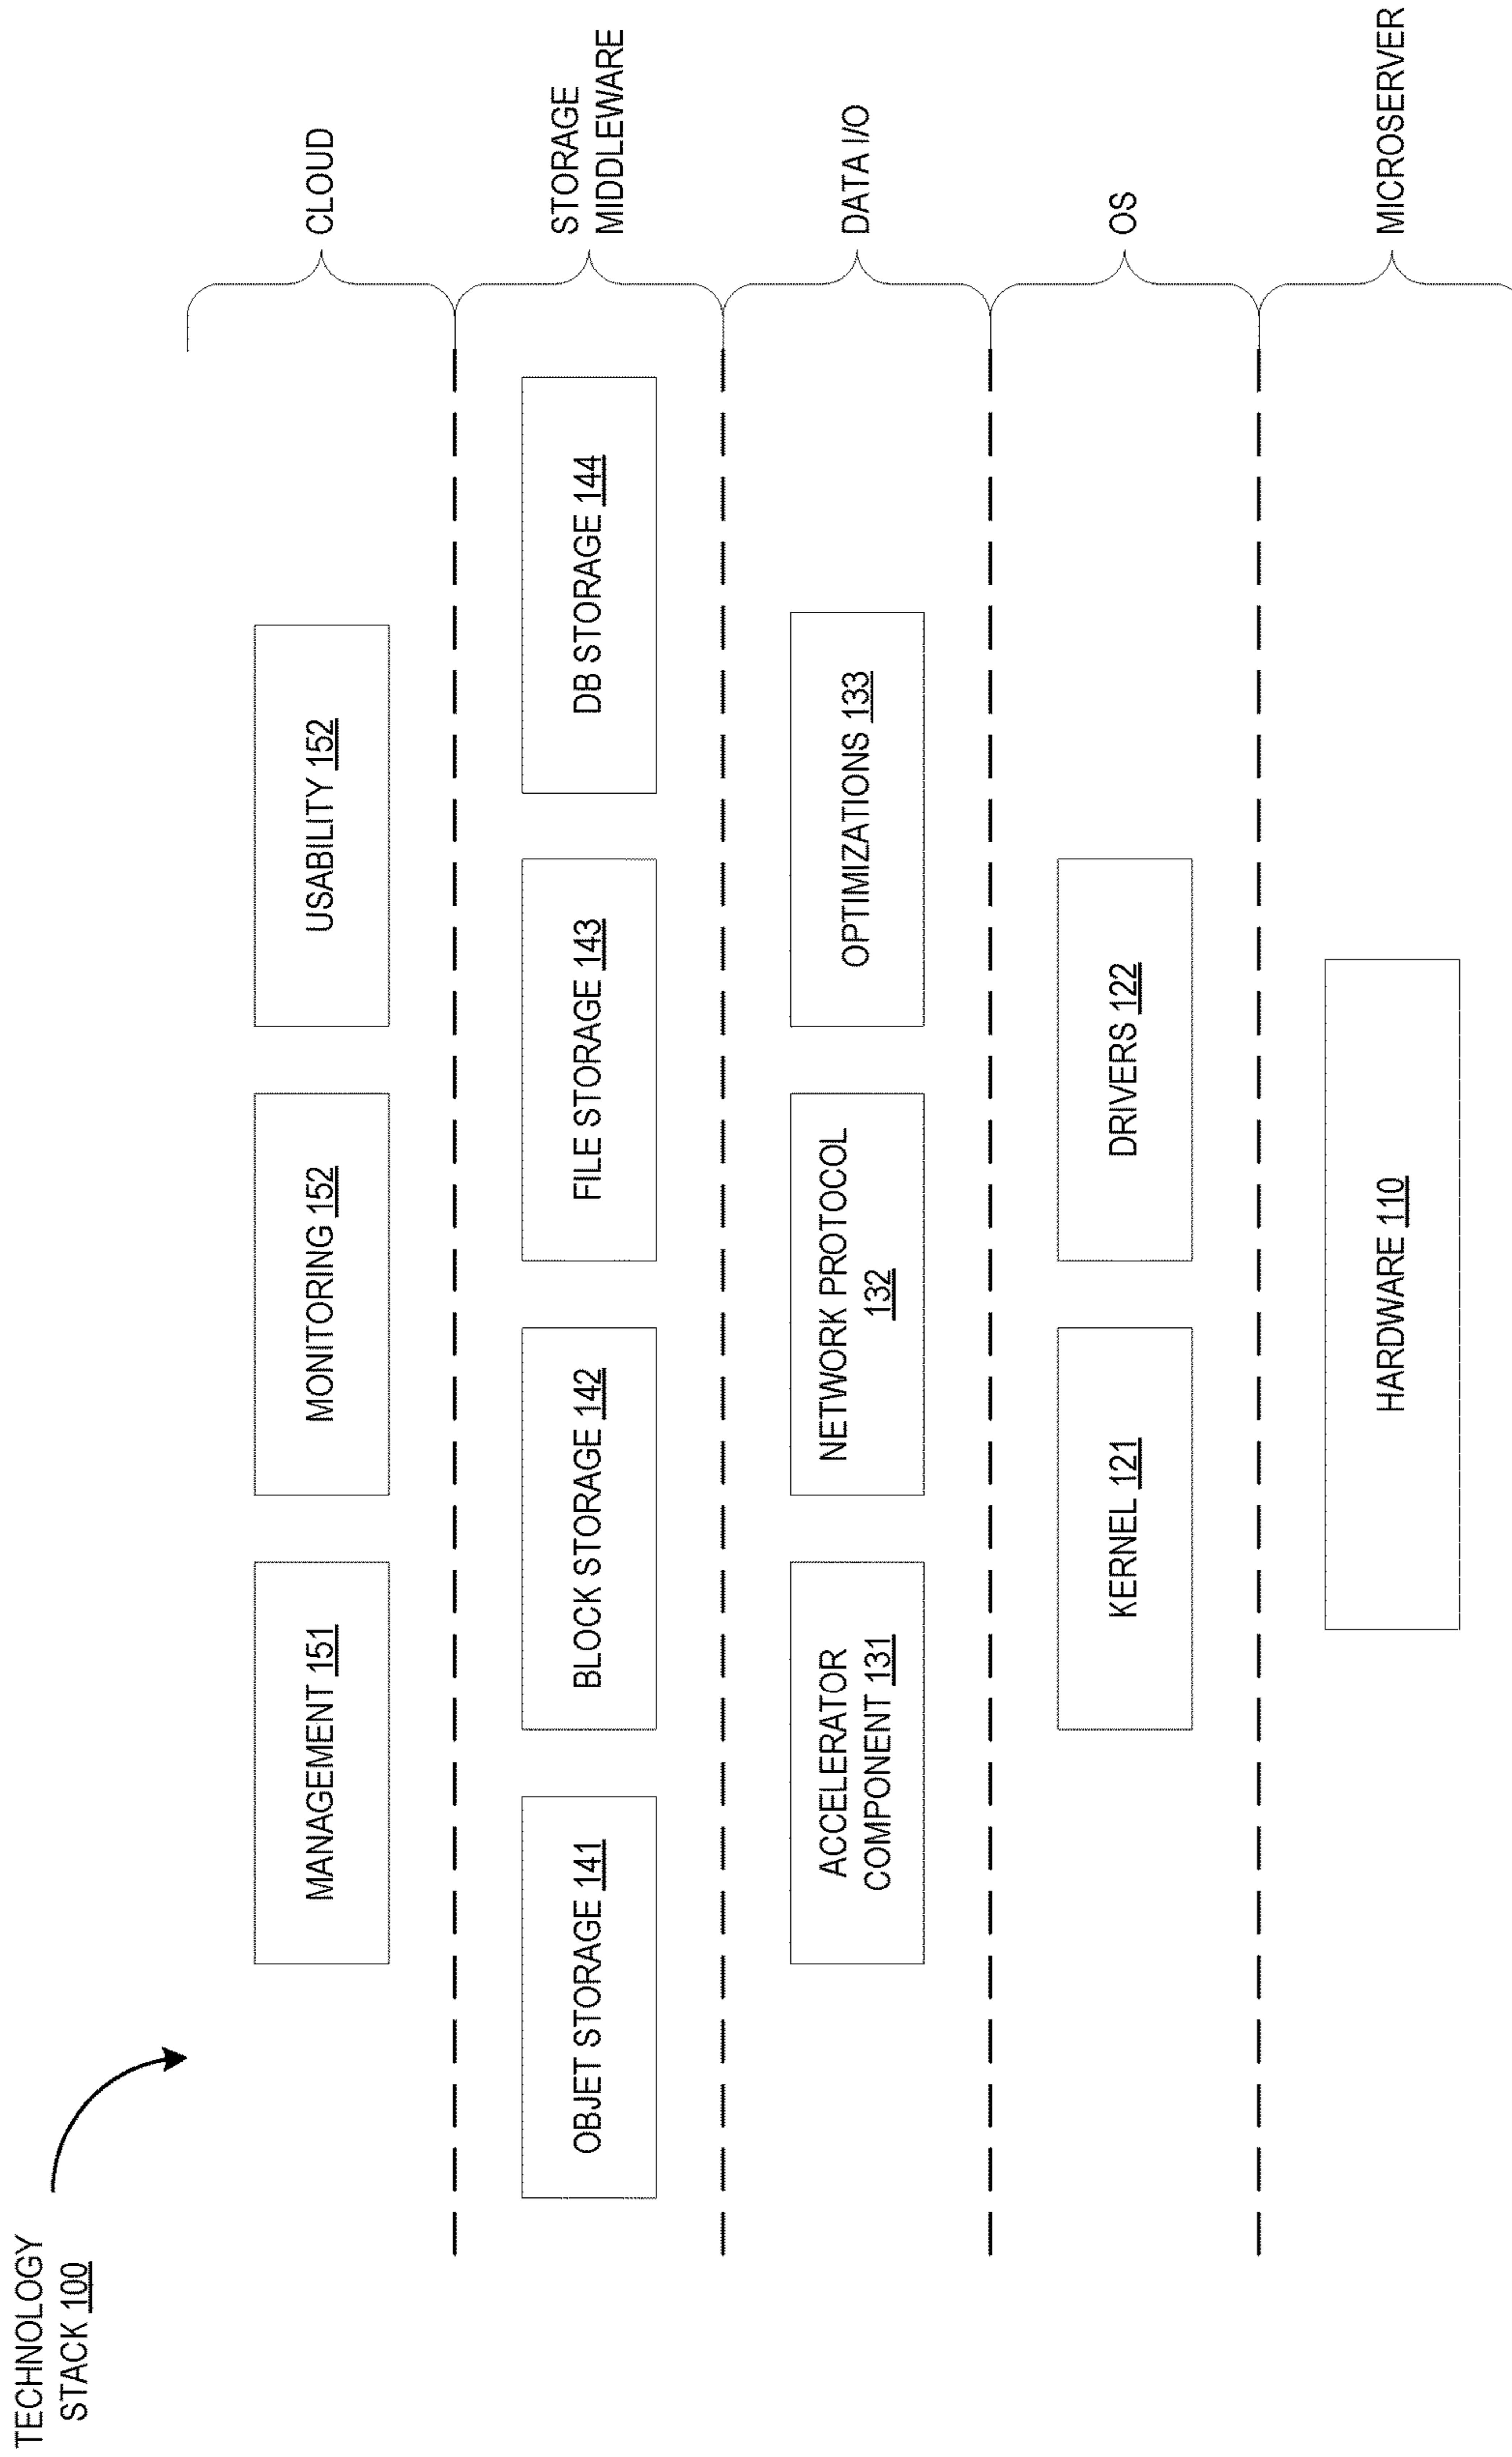 TECHNOLOGY
STACK 100
MANAGEMENT 151
MONITORING 152
USABILITY 152
CLOUD
OBJET STORAGE 141
BLOCK STORAGE 142
FILE STORAGE 143
DB STORAGE 144
STORAGE
MIDDLEWARE
ACCELERATOR
COMPONENT 131
NETWORK PROTOCOL
132
OPTIMIZATIONS 133
DATA I/O
KERNEL 121
DRIVERS 122
OS
HARDWARE 110
MICROSERVER